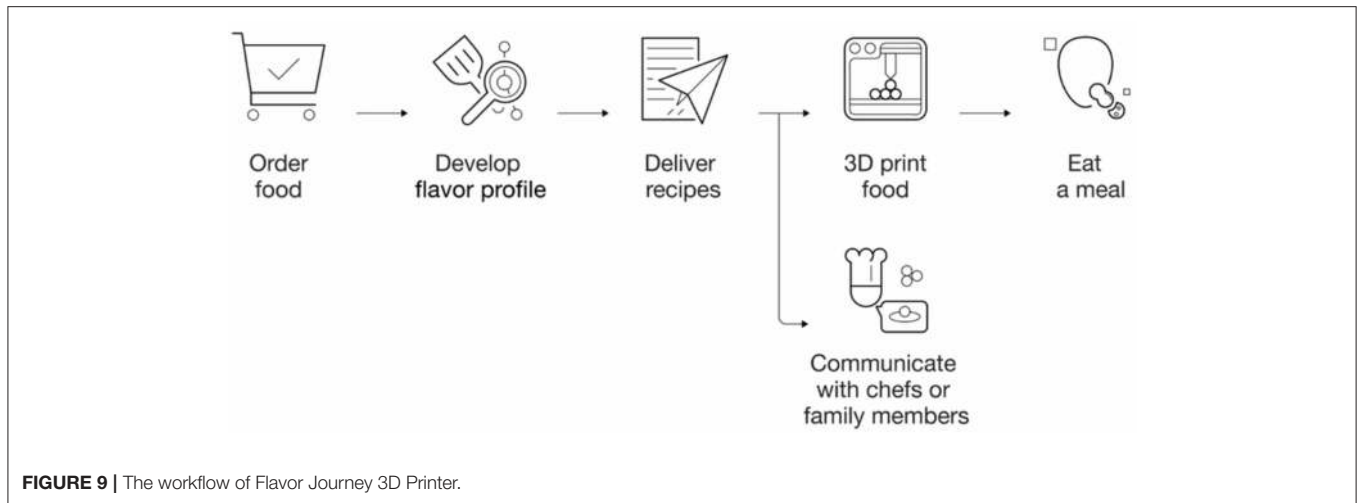 Order
food
Develop
flavor profile
Deliver
recipes
3D print
food
Eat
a meal
Communicate
with chefs or
family members
FIGURE 9 | The workflow of Flavor Journey 3D Printer.